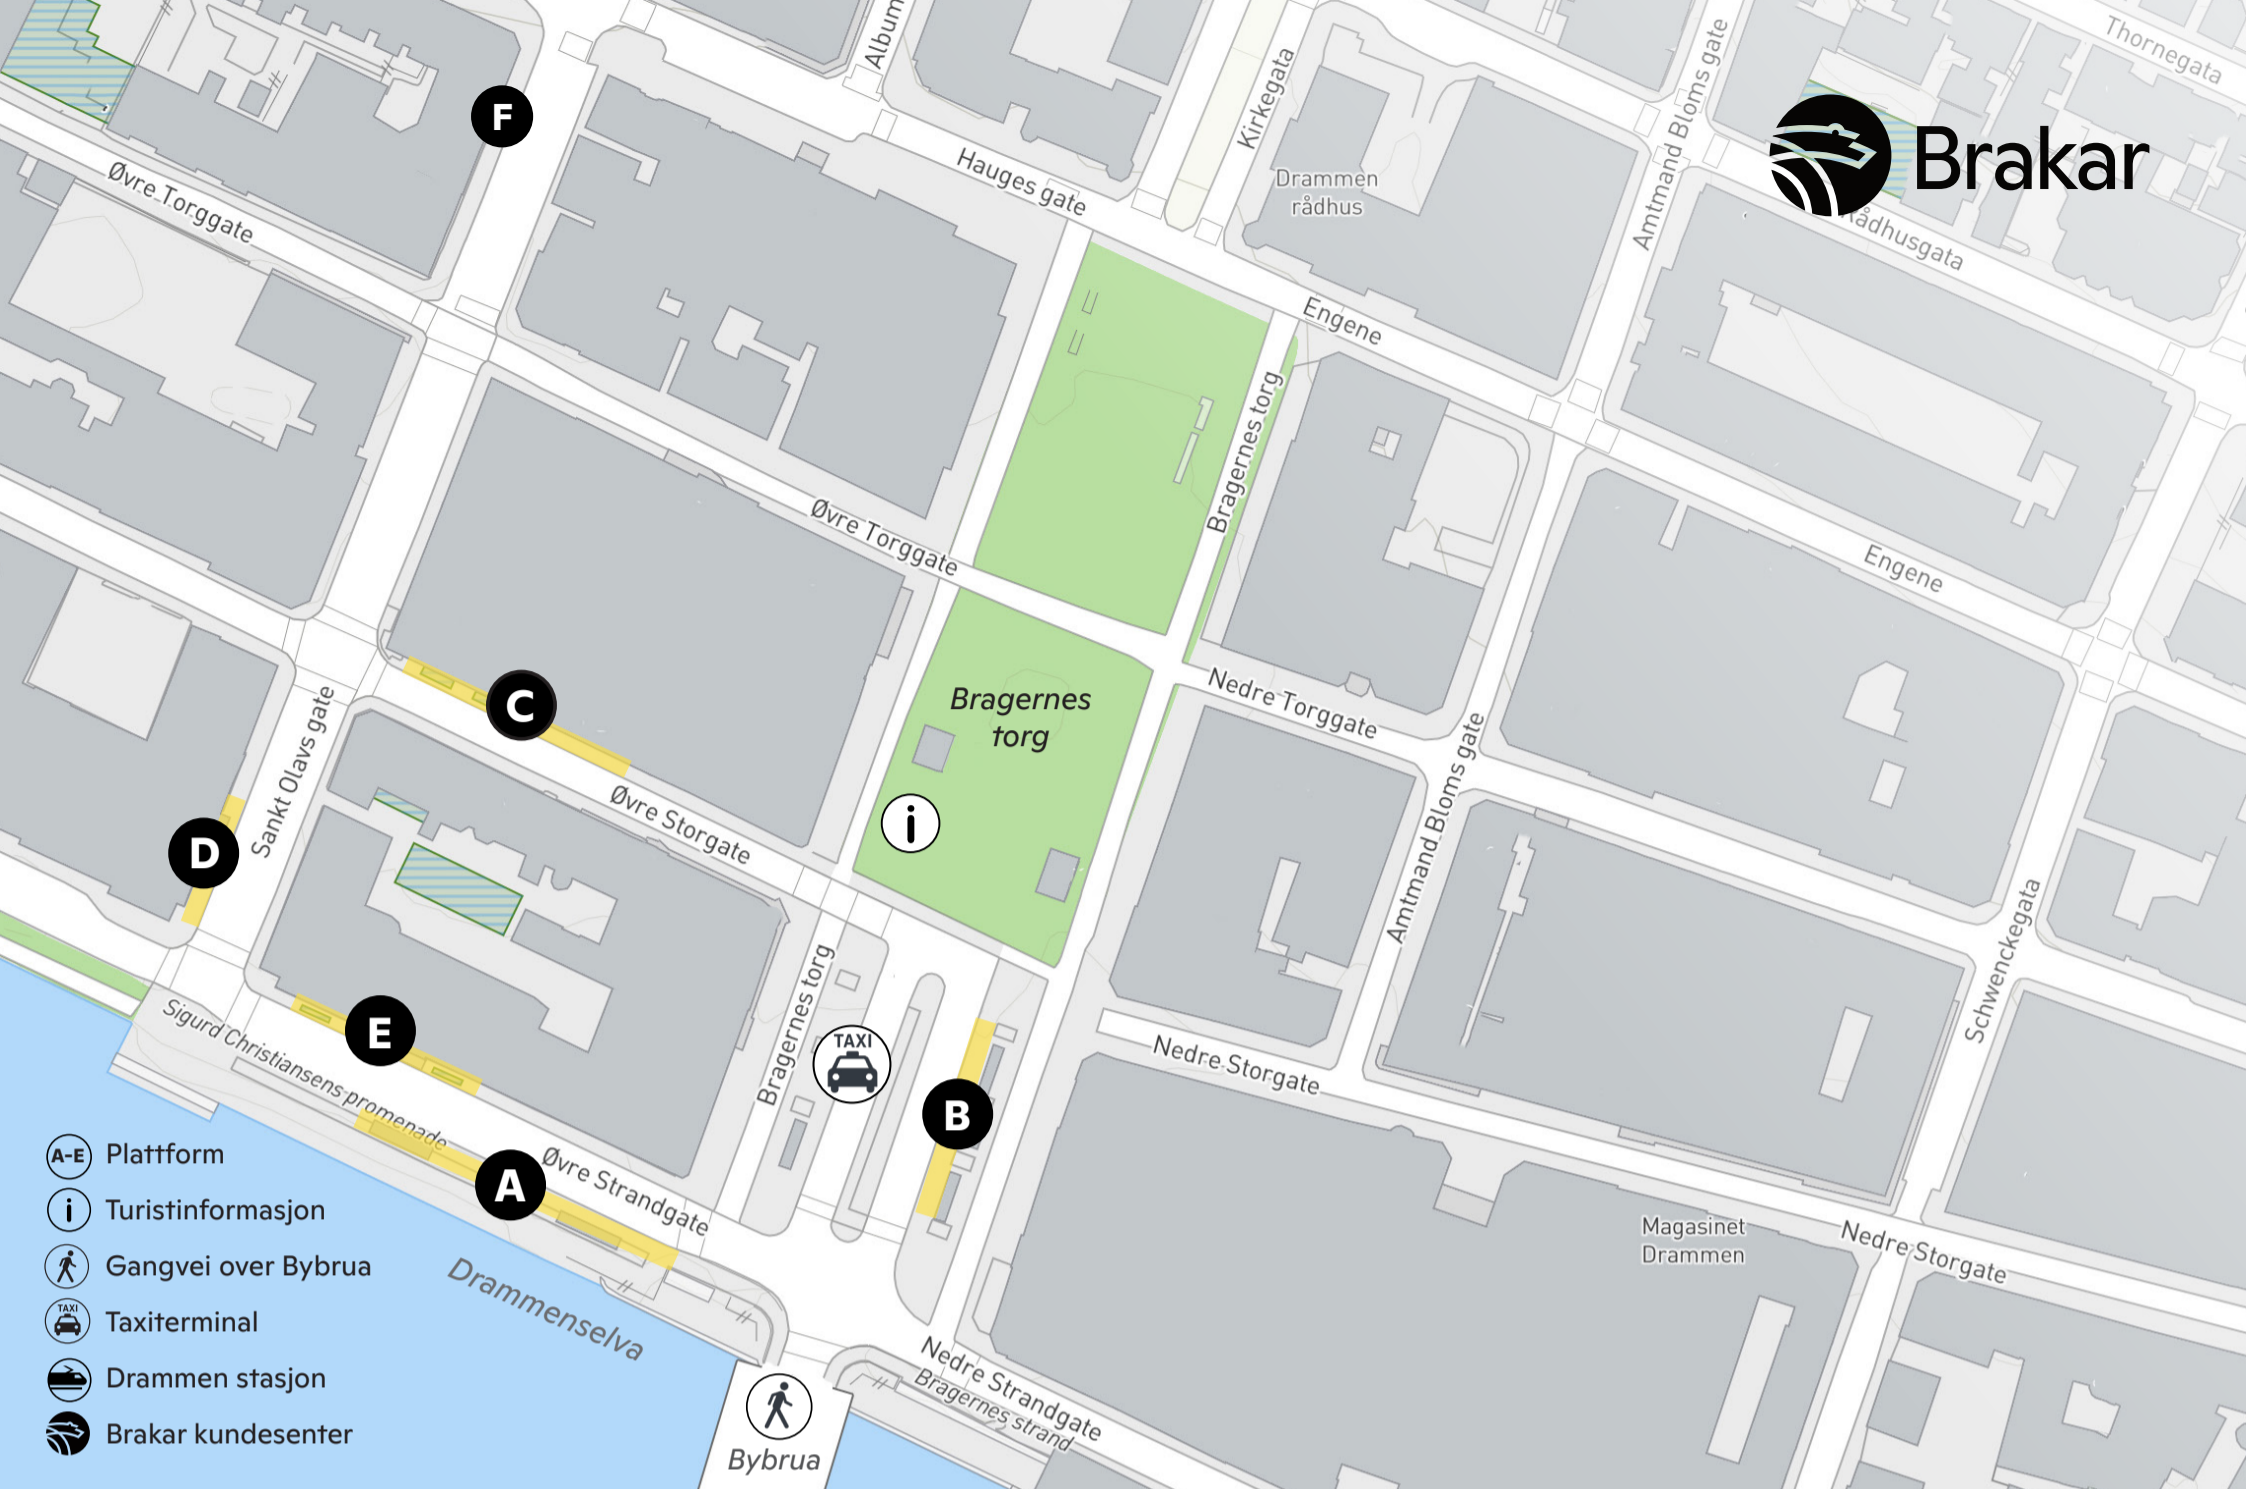 Album
Thornegata
F
Kirkegata
Amtmand Bloms gate
Brakar
Hauges gate
Drammen
rådhus
Øvre Torggate
Rådhusgata
Engene
Bragernes torg
Øvre Torggate
Engene
Bragernes
torg
Nedre Torggate
C
Sankt Olavs gate
Amtmand Bloms gate
Øvre Storgate
i
D
Schwenckegata
Bragernes torg
Sigurd Christiansens promenade
E
TAXI
Nedre Storgate
B
A-E Plattform
A
Øvre Strandgate
i Turistinformasjon
Magasinet
Drammen
Nedre Storgate
Gangvei over Bybrua
Drammenselva
TAXI
Taxiterminal
Nedre Strandgate
Drammen stasjon
Bragernes strand
Brakar kundesenter
Bybrua